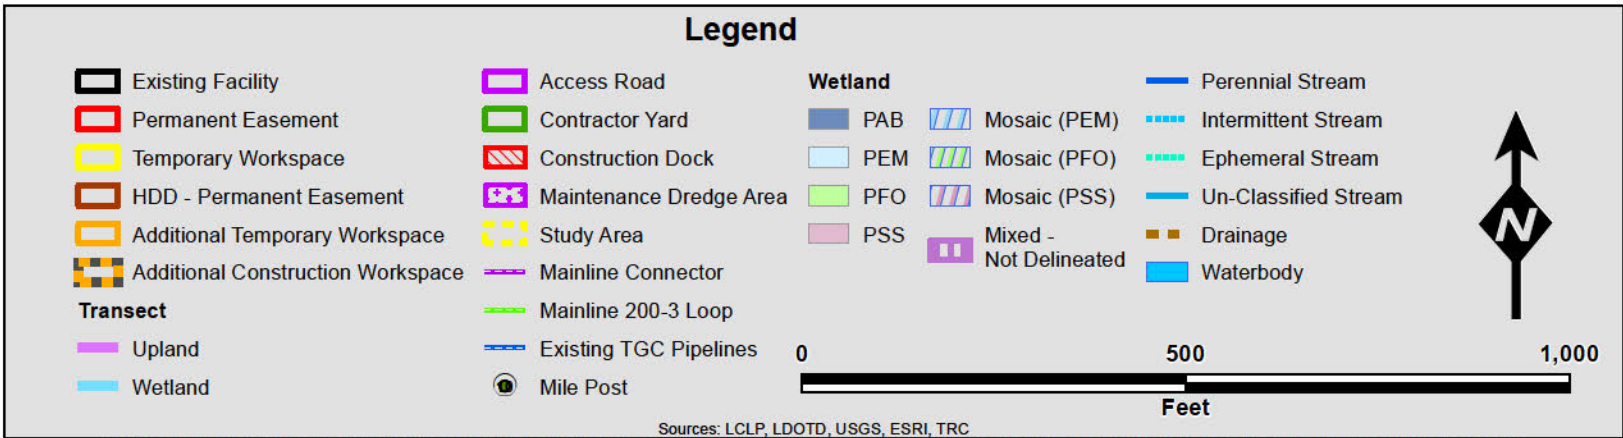 Legend
Existing Facility
Permanent Easement
Temporary Workspace
HDD - Permanent Easement
Additional Temporary Workspace
Additional Construction Workspace
Transect
Upland
Wetland
Access Road
Contractor Yard
Construction Dock
Maintenance Dredge Area
Study Area
Mainline Connector
Mainline 200-3 Loop
Existing TGC Pipelines
Mile Post
Wetland
PAB
PEM
PFO
PSS
Mosaic (PEM)
Mosaic (PFO)
Mosaic (PSS)
Mixed -
Not Delineated
Perennial Stream
Intermittent Stream
Ephemeral Stream
Un-Classified Stream
Drainage
Waterbody
N
0 500 1,000
Feet
Sources: LCLP, LDOTD, USGS, ESRI, TRC